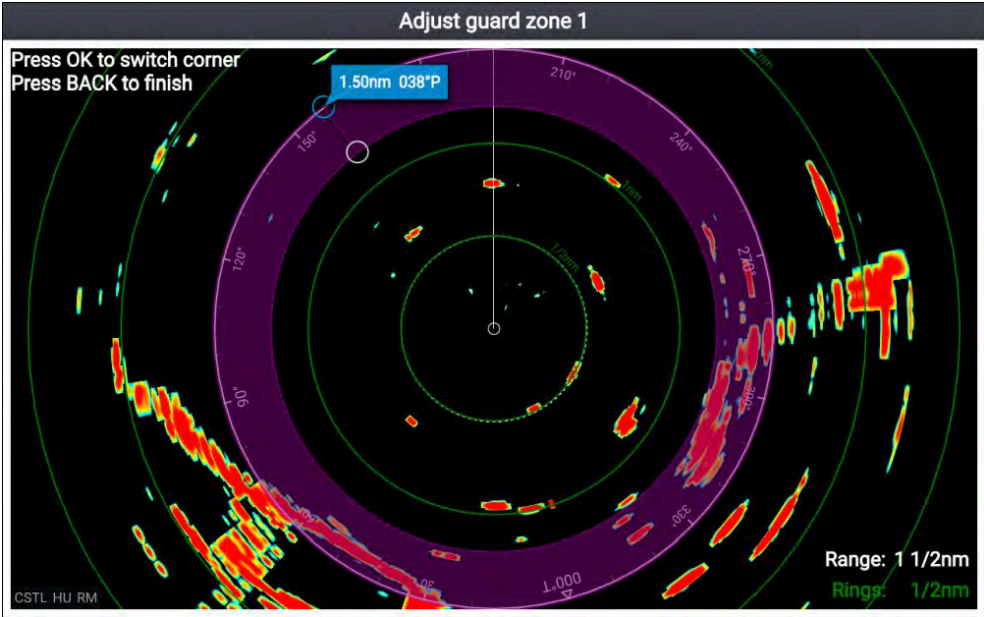 Adjust guard zone 1
Press OK to switch corner
Press BACK to finish
1.50nm 038°P
210°
240°
150°
1nm
1/2nm
120°
270°
90°
300°
60°
330°
30
000°T
Range: 1 1/2nm
Rings: 1/2nm
CSTL HU RM